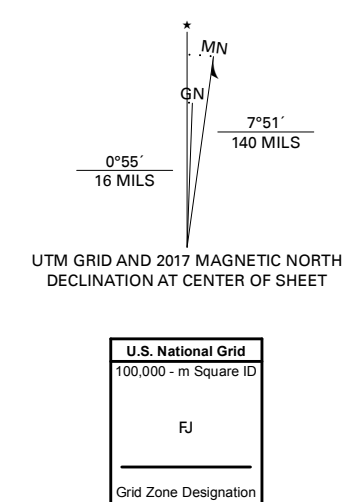 ★
MN
GN
7°51´
140 MILS
0°55´
16 MILS
UTM GRID AND 2017 MAGNETIC NORTH
DECLINATION AT CENTER OF SHEET
U.S. National Grid
100,000 - m Square ID
FJ
Grid Zone Designation